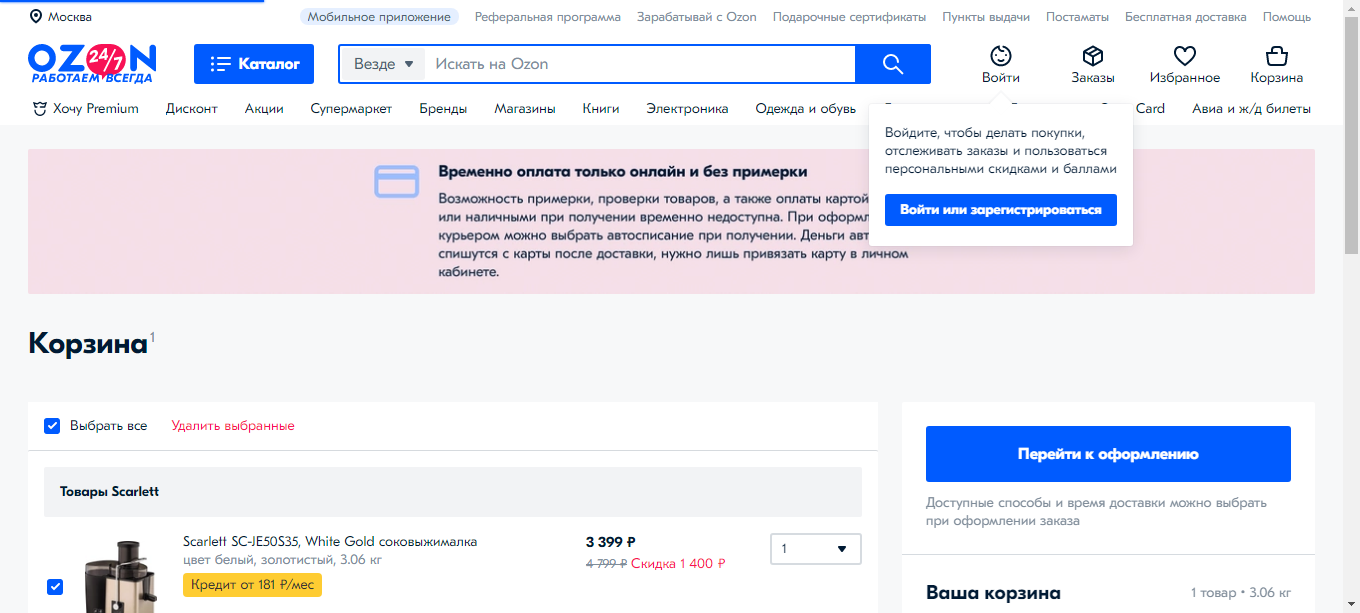 Москва
Мобильное приложение Реферальная программа Зарабатывай с Ozon Подарочные сертификаты Пункты выдачи Постаматы Бесплатная доставка Помощь
OZON
24/7
РАБОТАЕМ ВСЕГДА
Каталог
Везде
Искать на Ozon
Войти Заказы Избранное Корзина
Хочу Premium Дисконт Акции Супермаркет Бренды Магазины Книги Электроника Одежда и обувь Card Авиа и ж/д билеты
Войдите, чтобы делать покупки,
отслеживать заказы и пользоваться
персональными скидками и баллами
Войти или зарегистрироваться
Временно оплата только онлайн и без примерки
Возможность примерки, проверки товаров, а также оплаты картой
или наличными при получении временно недоступна. При оформл
курьером можно выбрать автосписание при получении. Деньги авт
спишутся с карты после доставки, нужно лишь привязать карту в личном
кабинете.
Корзина 1
Выбрать все Удалить выбранные
Товары Scarlett
Scarlett SC-JE50S35, White Gold соковыжималка
цвет белый, золотистый, 3.06 кг
Кредит от 181 ₽/мес
3 399 ₽
4 799 ₽ Скидка 1 400 ₽
1
Перейти к оформлению
Доступные способы и время доставки можно выбрать
при оформлении заказа
Ваша корзина 1 товар • 3.06 кг